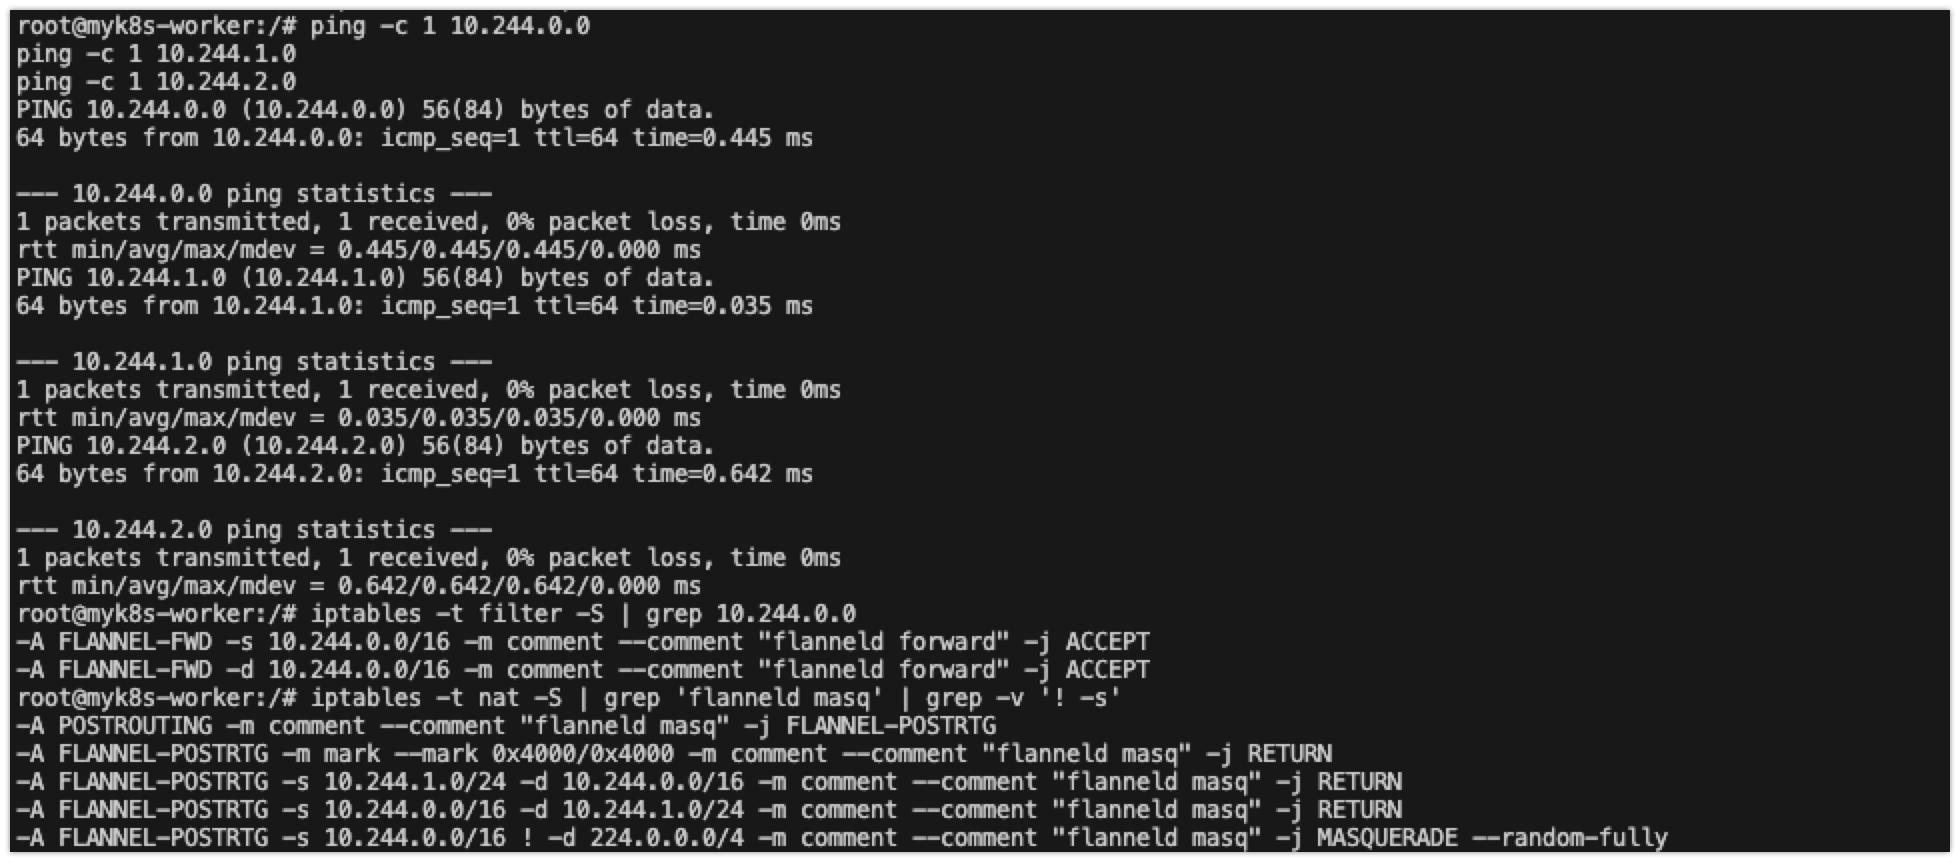 root@myk8s-worker:/# ping -c 1 10.244.0.0
ping -c 1 10.244.1.0
ping -c 1 10.244.2.0
PING 10.244.0.0 (10.244.0.0) 56(84) bytes of data.
64 bytes from 10.244.0.0: icmp_seq=1 ttl=64 time=0.445 ms

--- 10.244.0.0 ping statistics ---
1 packets transmitted, 1 received, 0% packet loss, time 0ms
rtt min/avg/max/mdev = 0.445/0.445/0.445/0.000 ms
PING 10.244.1.0 (10.244.1.0) 56(84) bytes of data.
64 bytes from 10.244.1.0: icmp_seq=1 ttl=64 time=0.035 ms

--- 10.244.1.0 ping statistics ---
1 packets transmitted, 1 received, 0% packet loss, time 0ms
rtt min/avg/max/mdev = 0.035/0.035/0.035/0.000 ms
PING 10.244.2.0 (10.244.2.0) 56(84) bytes of data.
64 bytes from 10.244.2.0: icmp_seq=1 ttl=64 time=0.642 ms

--- 10.244.2.0 ping statistics ---
1 packets transmitted, 1 received, 0% packet loss, time 0ms
rtt min/avg/max/mdev = 0.642/0.642/0.642/0.000 ms
root@myk8s-worker:/# iptables -t filter -S | grep 10.244.0.0
-A FLANNEL-FWD -s 10.244.0.0/16 -m comment --comment "flanneld forward" -j ACCEPT
-A FLANNEL-FWD -d 10.244.0.0/16 -m comment --comment "flanneld forward" -j ACCEPT
root@myk8s-worker:/# iptables -t nat -S | grep 'flanneld masq' | grep -v '! -s'
-A POSTROUTING -m comment --comment "flanneld masq" -j FLANNEL-POSTRTG
-A FLANNEL-POSTRTG -m mark --mark 0x4000/0x4000 -m comment --comment "flanneld masq" -j RETURN
-A FLANNEL-POSTRTG -s 10.244.1.0/24 -d 10.244.0.0/16 -m comment --comment "flanneld masq" -j RETURN
-A FLANNEL-POSTRTG -s 10.244.0.0/16 -d 10.244.1.0/24 -m comment --comment "flanneld masq" -j RETURN
-A FLANNEL-POSTRTG -s 10.244.0.0/16 ! -d 224.0.0.0/4 -m comment --comment "flanneld masq" -j MASQUERADE --random-fully